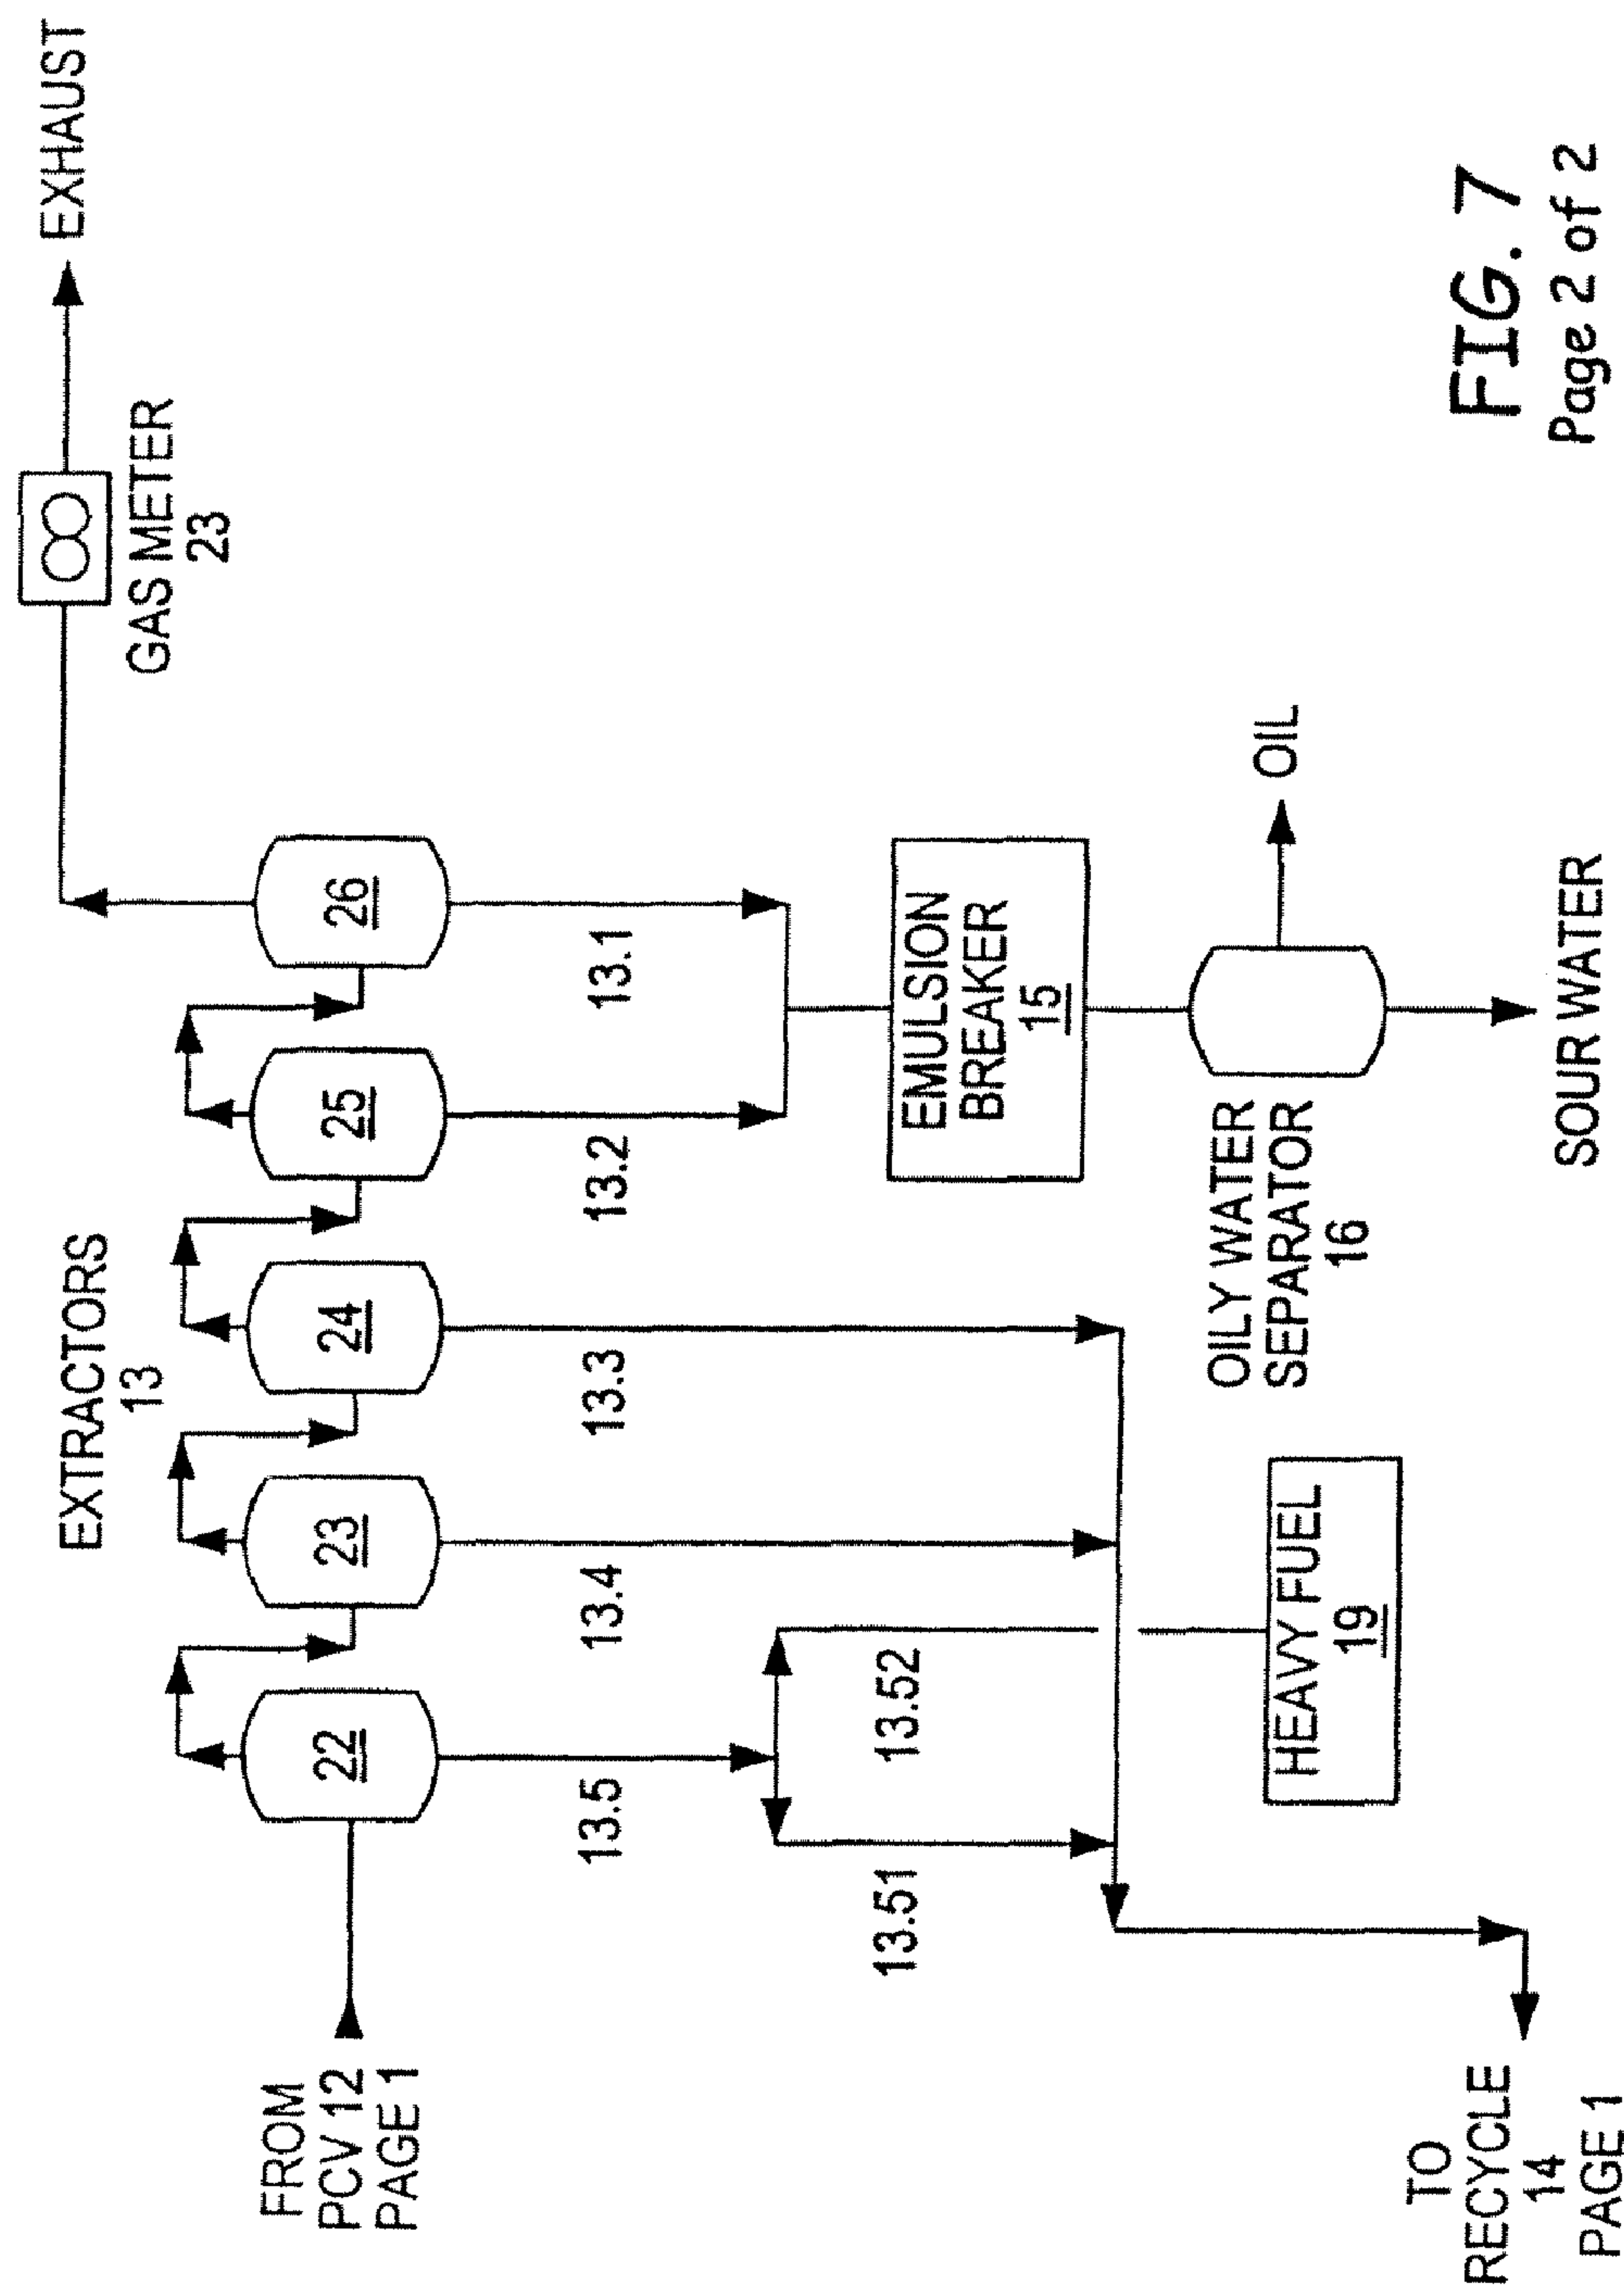 EXHAUST
GAS METER
23
EXTRACTORS
13
FROM
PCV 12
PAGE 1
22
23
24
25
26
13.5
13.4
13.3
13.2
13.1
13.51
13.52
EMULSION
BREAKER
15
OILY WATER
SEPARATOR
16
OIL
HEAVY FUEL
19
SOUR WATER
TO
RECYCLE
14
PAGE 1
FIG. 7
Page 2 of 2